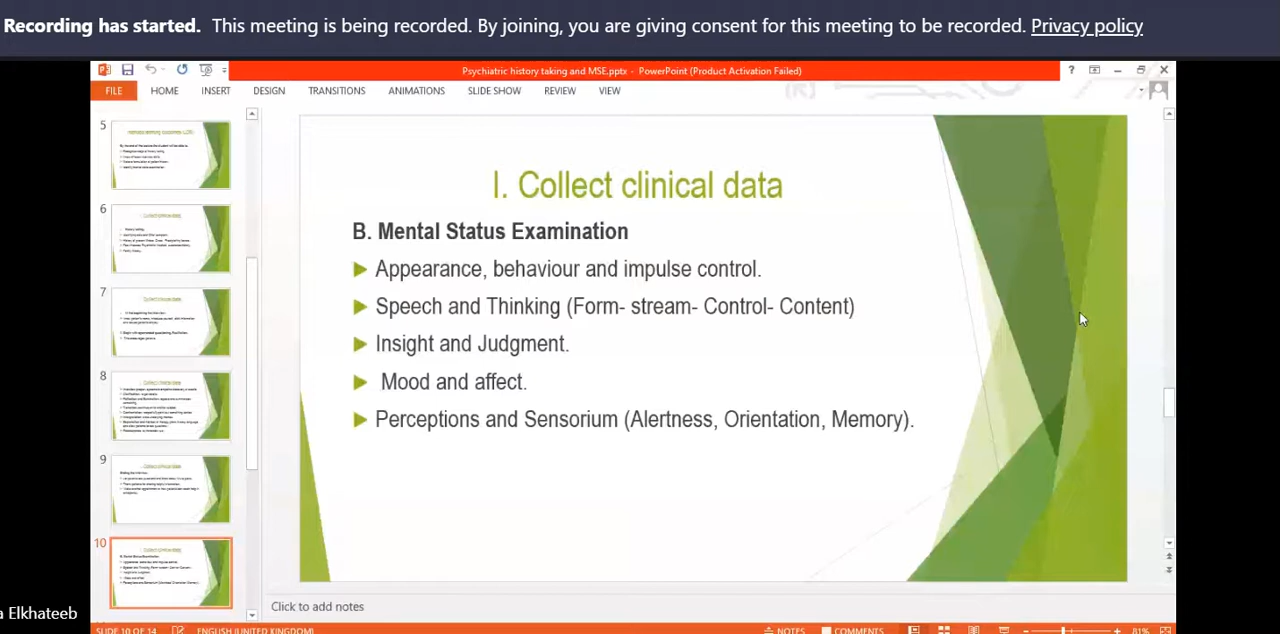 Recording has started. This meeting is being recorded. By joining, you are giving consent for this meeting to be recorded. Privacy policy
Psychiatric history taking and MSE.pptx - PowerPoint (Product Activation Failed)
FILE HOME INSERT DESIGN TRANSITIONS ANIMATIONS SLIDE SHOW REVIEW VIEW
5
6
7
8
9
10
I. Collect clinical data
B. Mental Status Examination
Appearance, behaviour and impulse control.
Speech and Thinking (Form- stream- Control- Content)
Insight and Judgment.
Mood and affect.
Perceptions and Sensorium (Alertness, Orientation, Memory).
Click to add notes
a Elkhateeb
SLIDE 10 OF 14 ENGLISH (UNITED KINGDOM) NOTES COMMENTS 81%